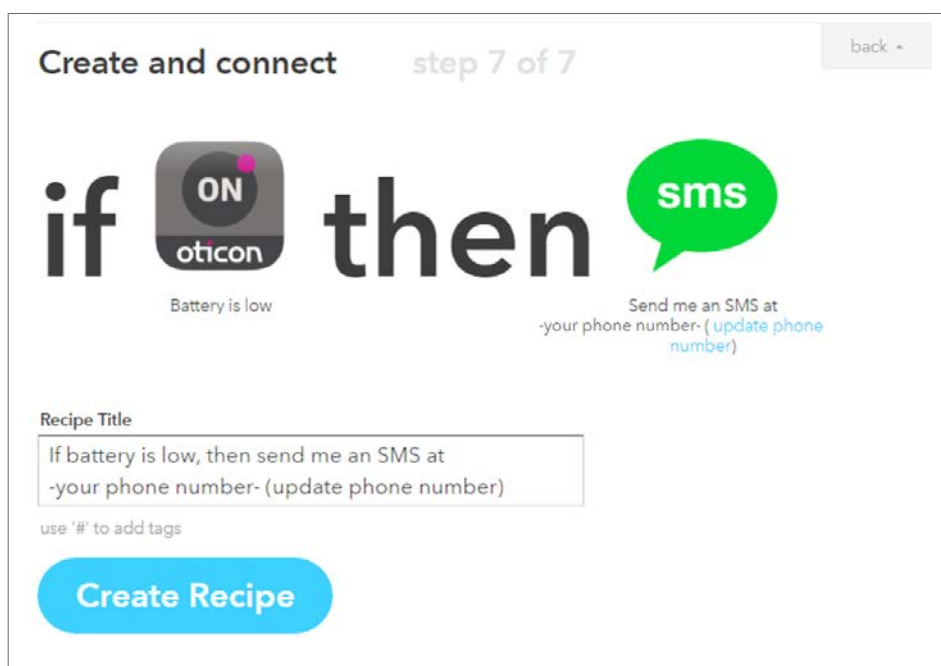 Create and connect step 7 of 7 back
if ON oticon then sms
Battery is low
Send me an SMS at
-your phone number- ( update phone
number)
Recipe Title
If battery is low, then send me an SMS at
-your phone number- (update phone number)
use '#' to add tags
Create Recipe